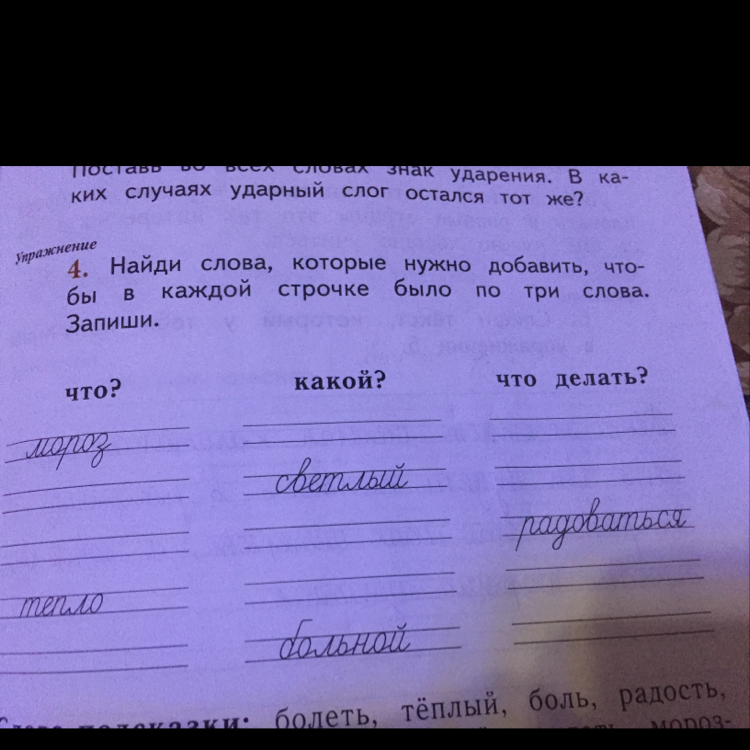 Поставь во всех словах знак ударения. В ка-
ких случаях ударный слог остался тот же?
Упражнение
4. Найди слова, которые нужно добавить, что-
бы в каждой строчке было по три слова.
Запиши.
что? какой? что делать?
мороз
светлый
радоваться
тепло
больной
подсказки: болеть, тёплый, боль, радость,
мороз-